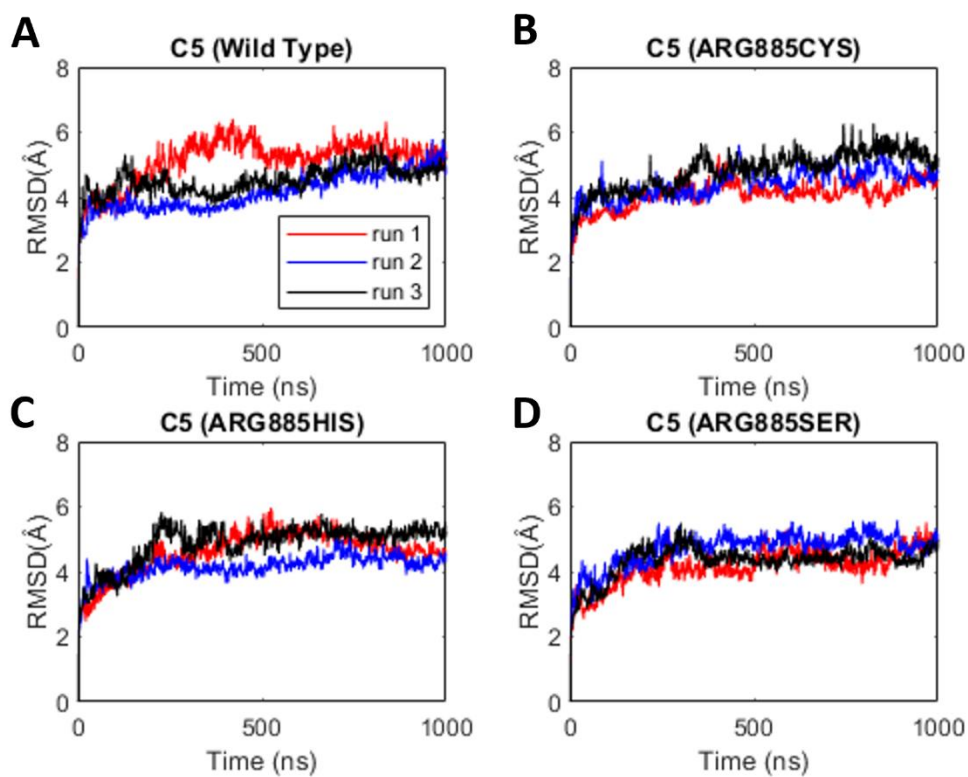 A
C5 (Wild Type)
8
6
4
2
0
RMSD(Å)
run 1
run 2
run 3
0 500 1000
Time (ns)
B
C5 (ARG885CYS)
8
6
4
2
0
RMSD(Å)
0 500 1000
Time (ns)
C
C5 (ARG885HIS)
8
6
4
2
0
RMSD(Å)
0 500 1000
Time (ns)
D
C5 (ARG885SER)
8
6
4
2
0
RMSD(Å)
0 500 1000
Time (ns)